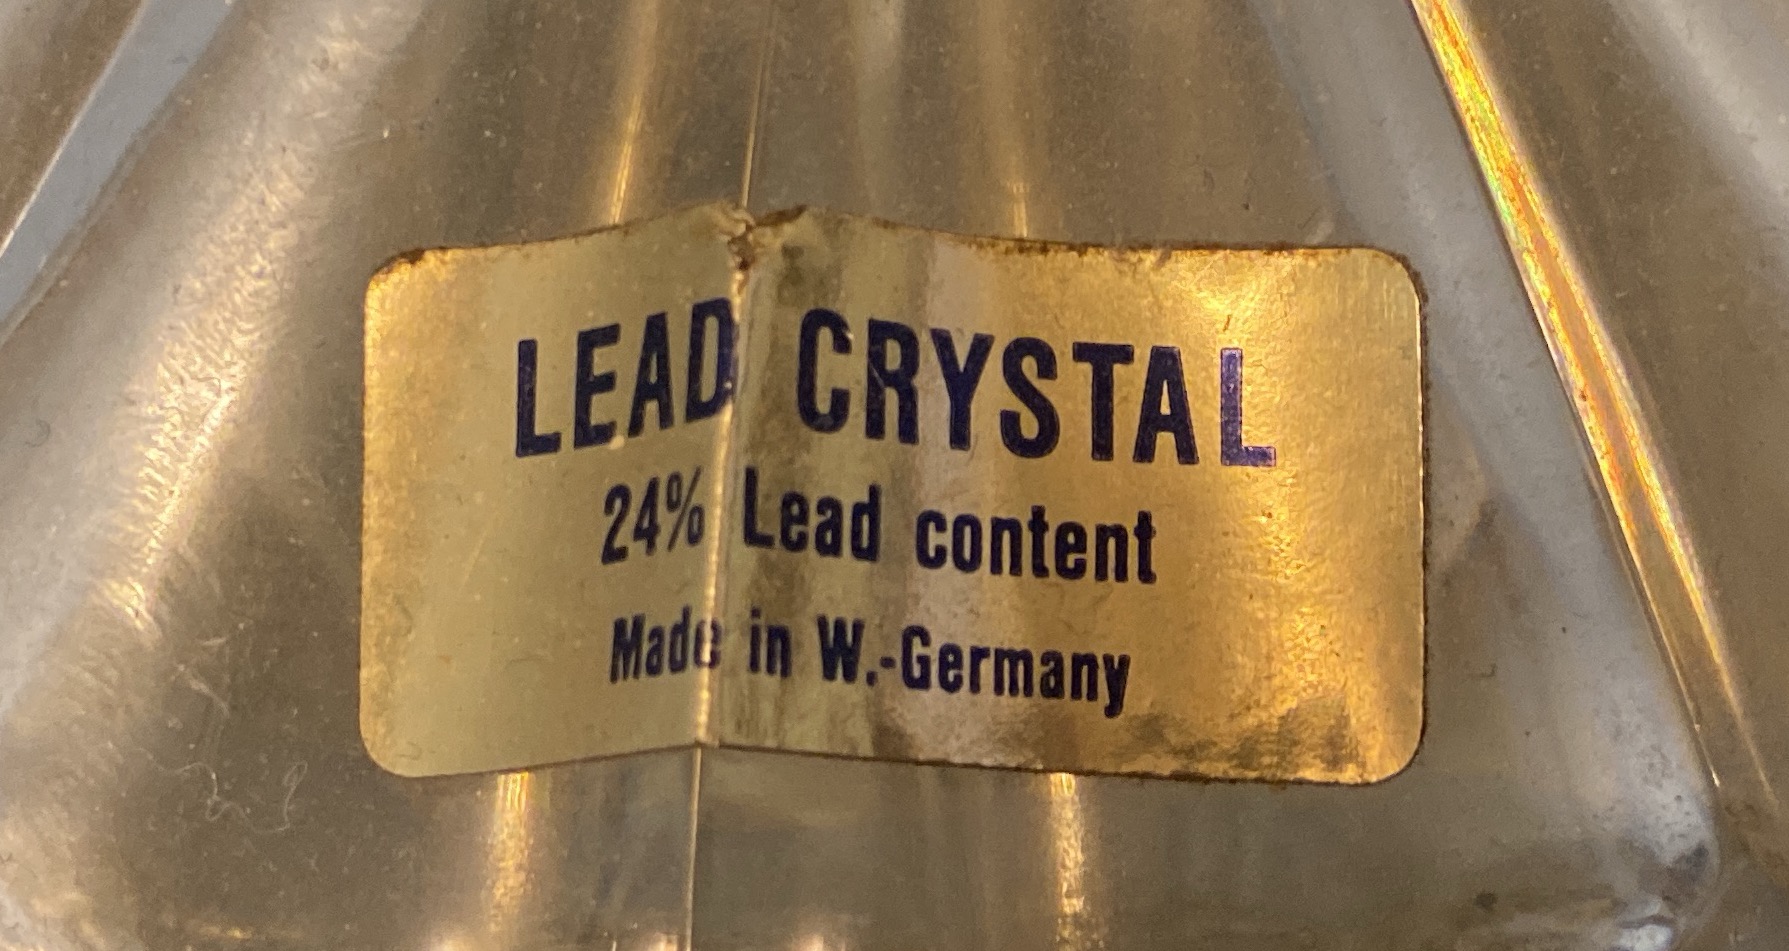 LEAD CRYSTAL
24% Lead content
Made in W.-Germany